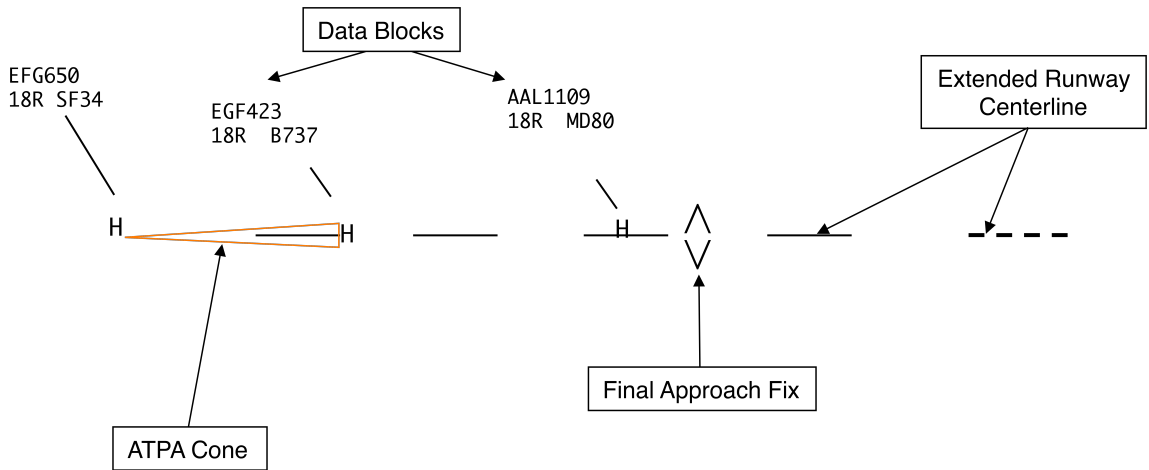 Data Blocks
EFG650
18R SF34
EGF423
18R B737
AAL1109
18R MD80
Extended Runway
Centerline
H
H
H
Final Approach Fix
ATPA Cone